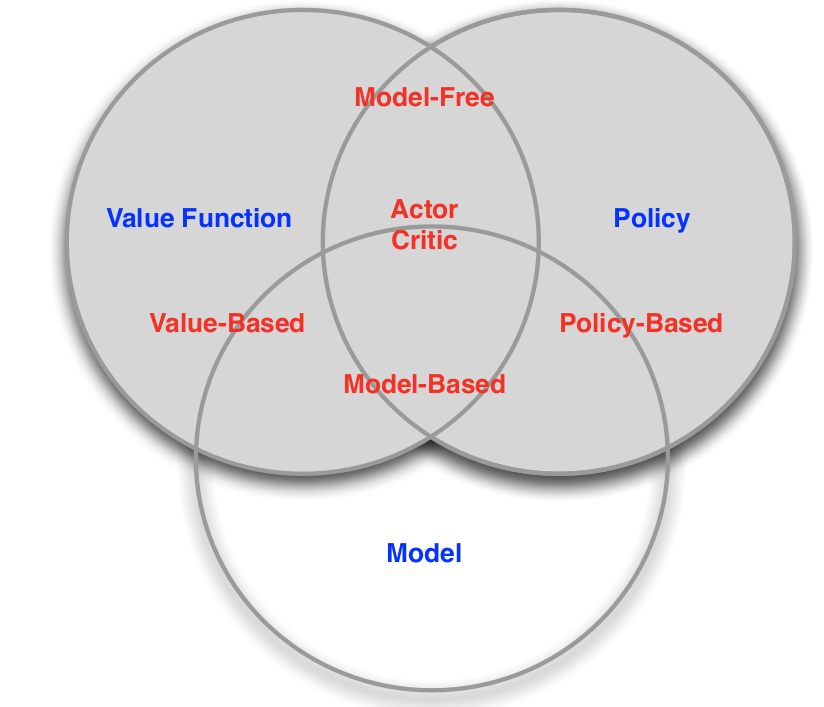 Model-Free
Value Function
Actor
Critic
Policy
Value-Based
Policy-Based
Model-Based
Model